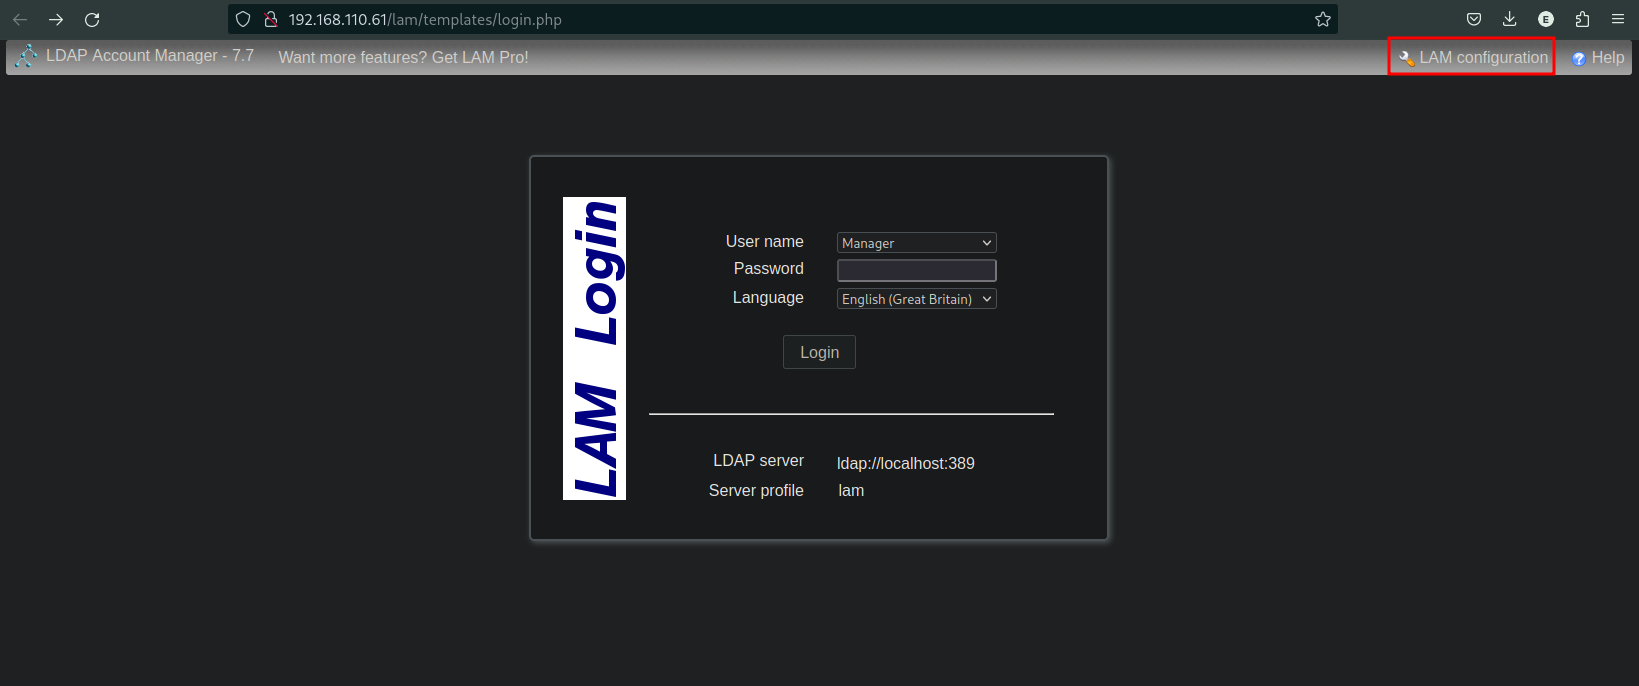 192.168.110.61/lam/templates/login.php
E
LDAP Account Manager - 7.7 Want more features? Get LAM Pro! LAM configuration ? Help
LAM Login
User name Manager
Password
Language English (Great Britain)
Login
LDAP server ldap://localhost:389
Server profile lam